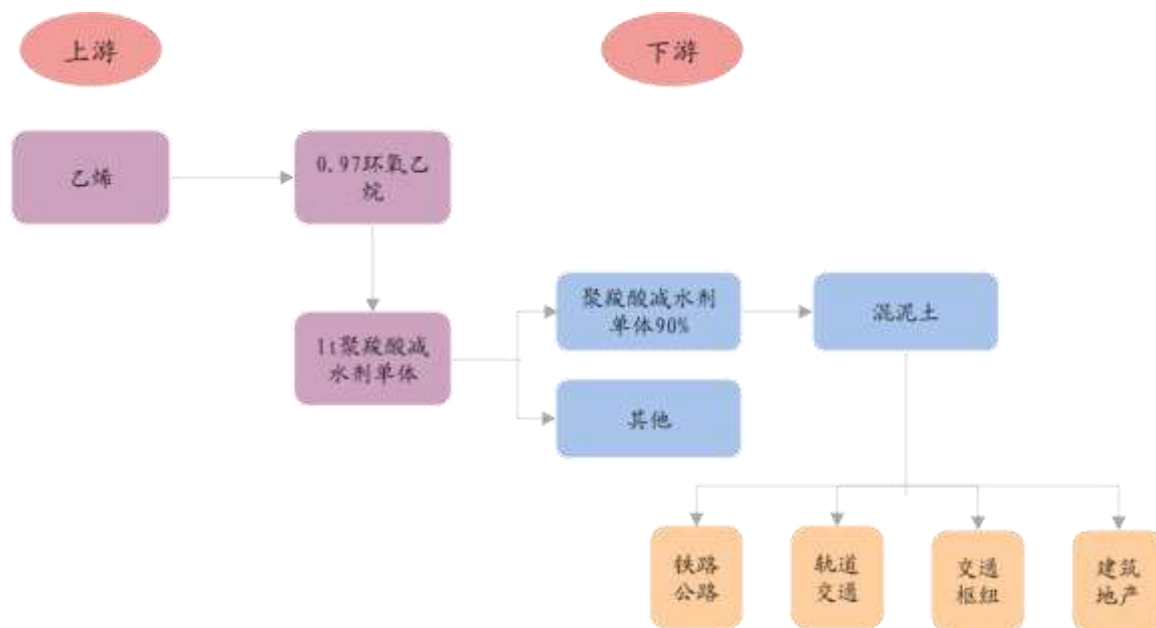 上游
下游
乙烯
0.97环氧乙
烷
1t聚羧酸减
水剂单体
聚羧酸减水剂
单体90%
混泥土
其他
铁路
公路
轨道
交通
交通
枢纽
建筑
地产